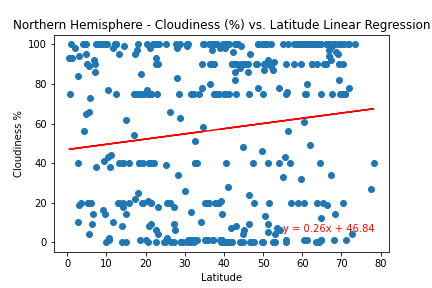 Northern Hemisphere - Cloudiness (%) vs. Latitude Linear Regression
100
80
60
40
20
0
Cloudiness %
y = 0.26x + 46.84
0 10 20 30 40 50 60 70 80
Latitude